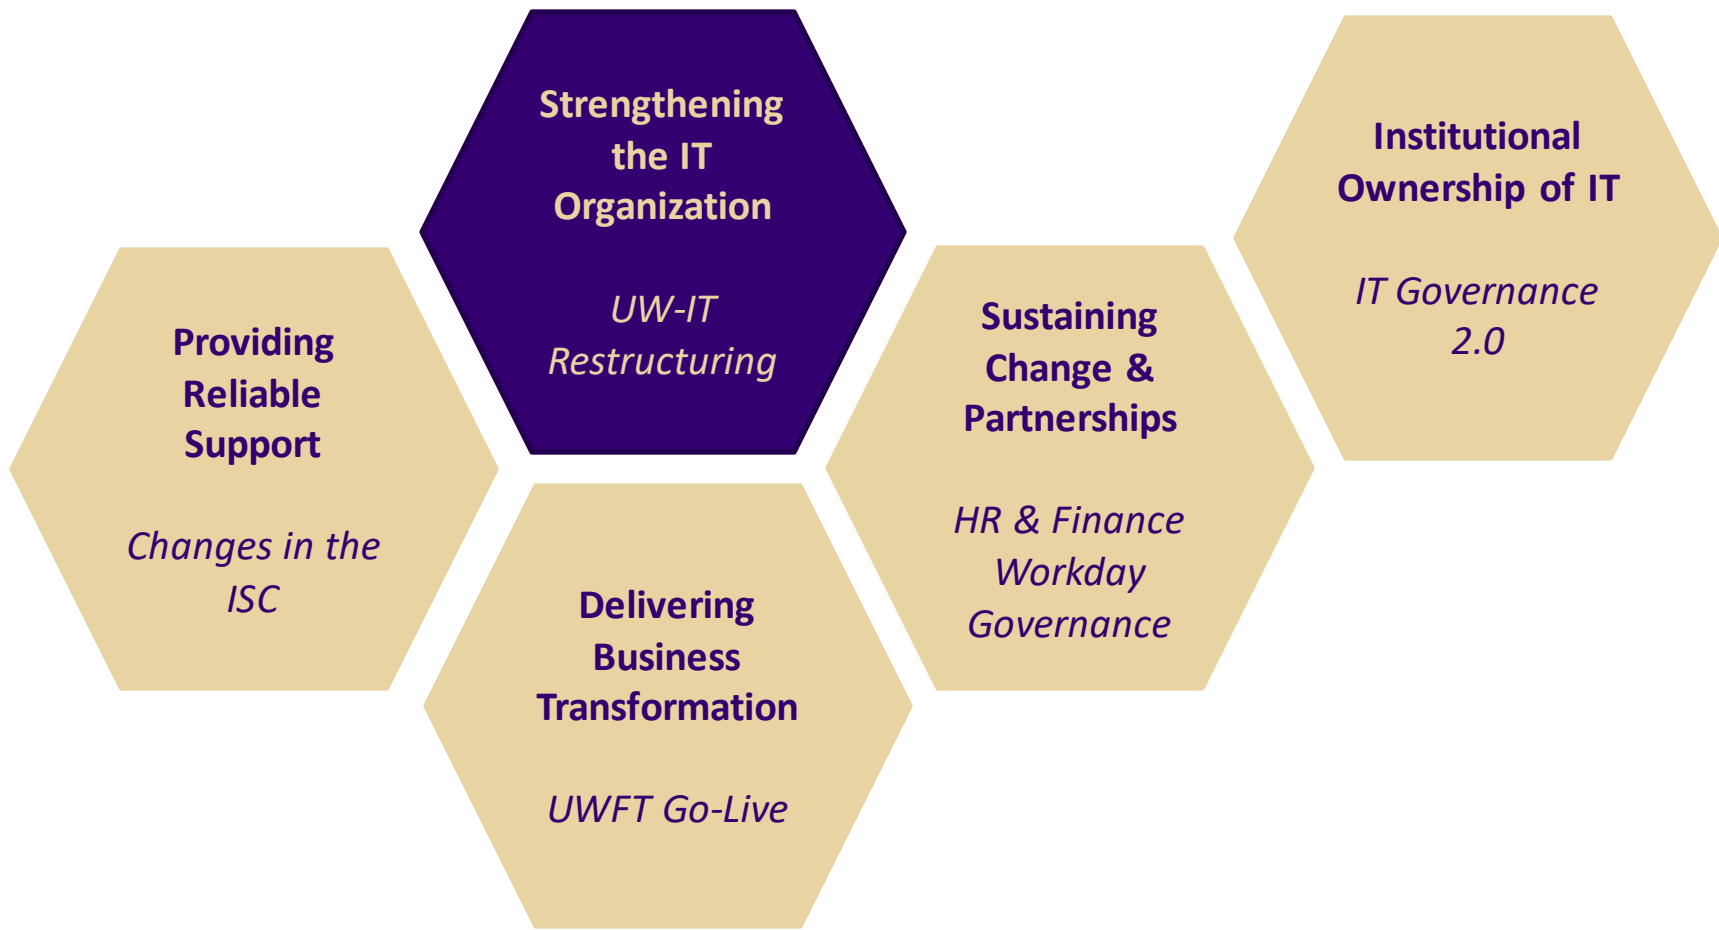 Strengthening
the IT
Organization
UW-IT
Restructuring
Institutional
Ownership of IT
IT Governance
2.0
Providing
Reliable
Support
Changes in the
ISC
Sustaining
Change &
Partnerships
HR & Finance
Workday
Governance
Delivering
Business
Transformation
UWFT Go-Live